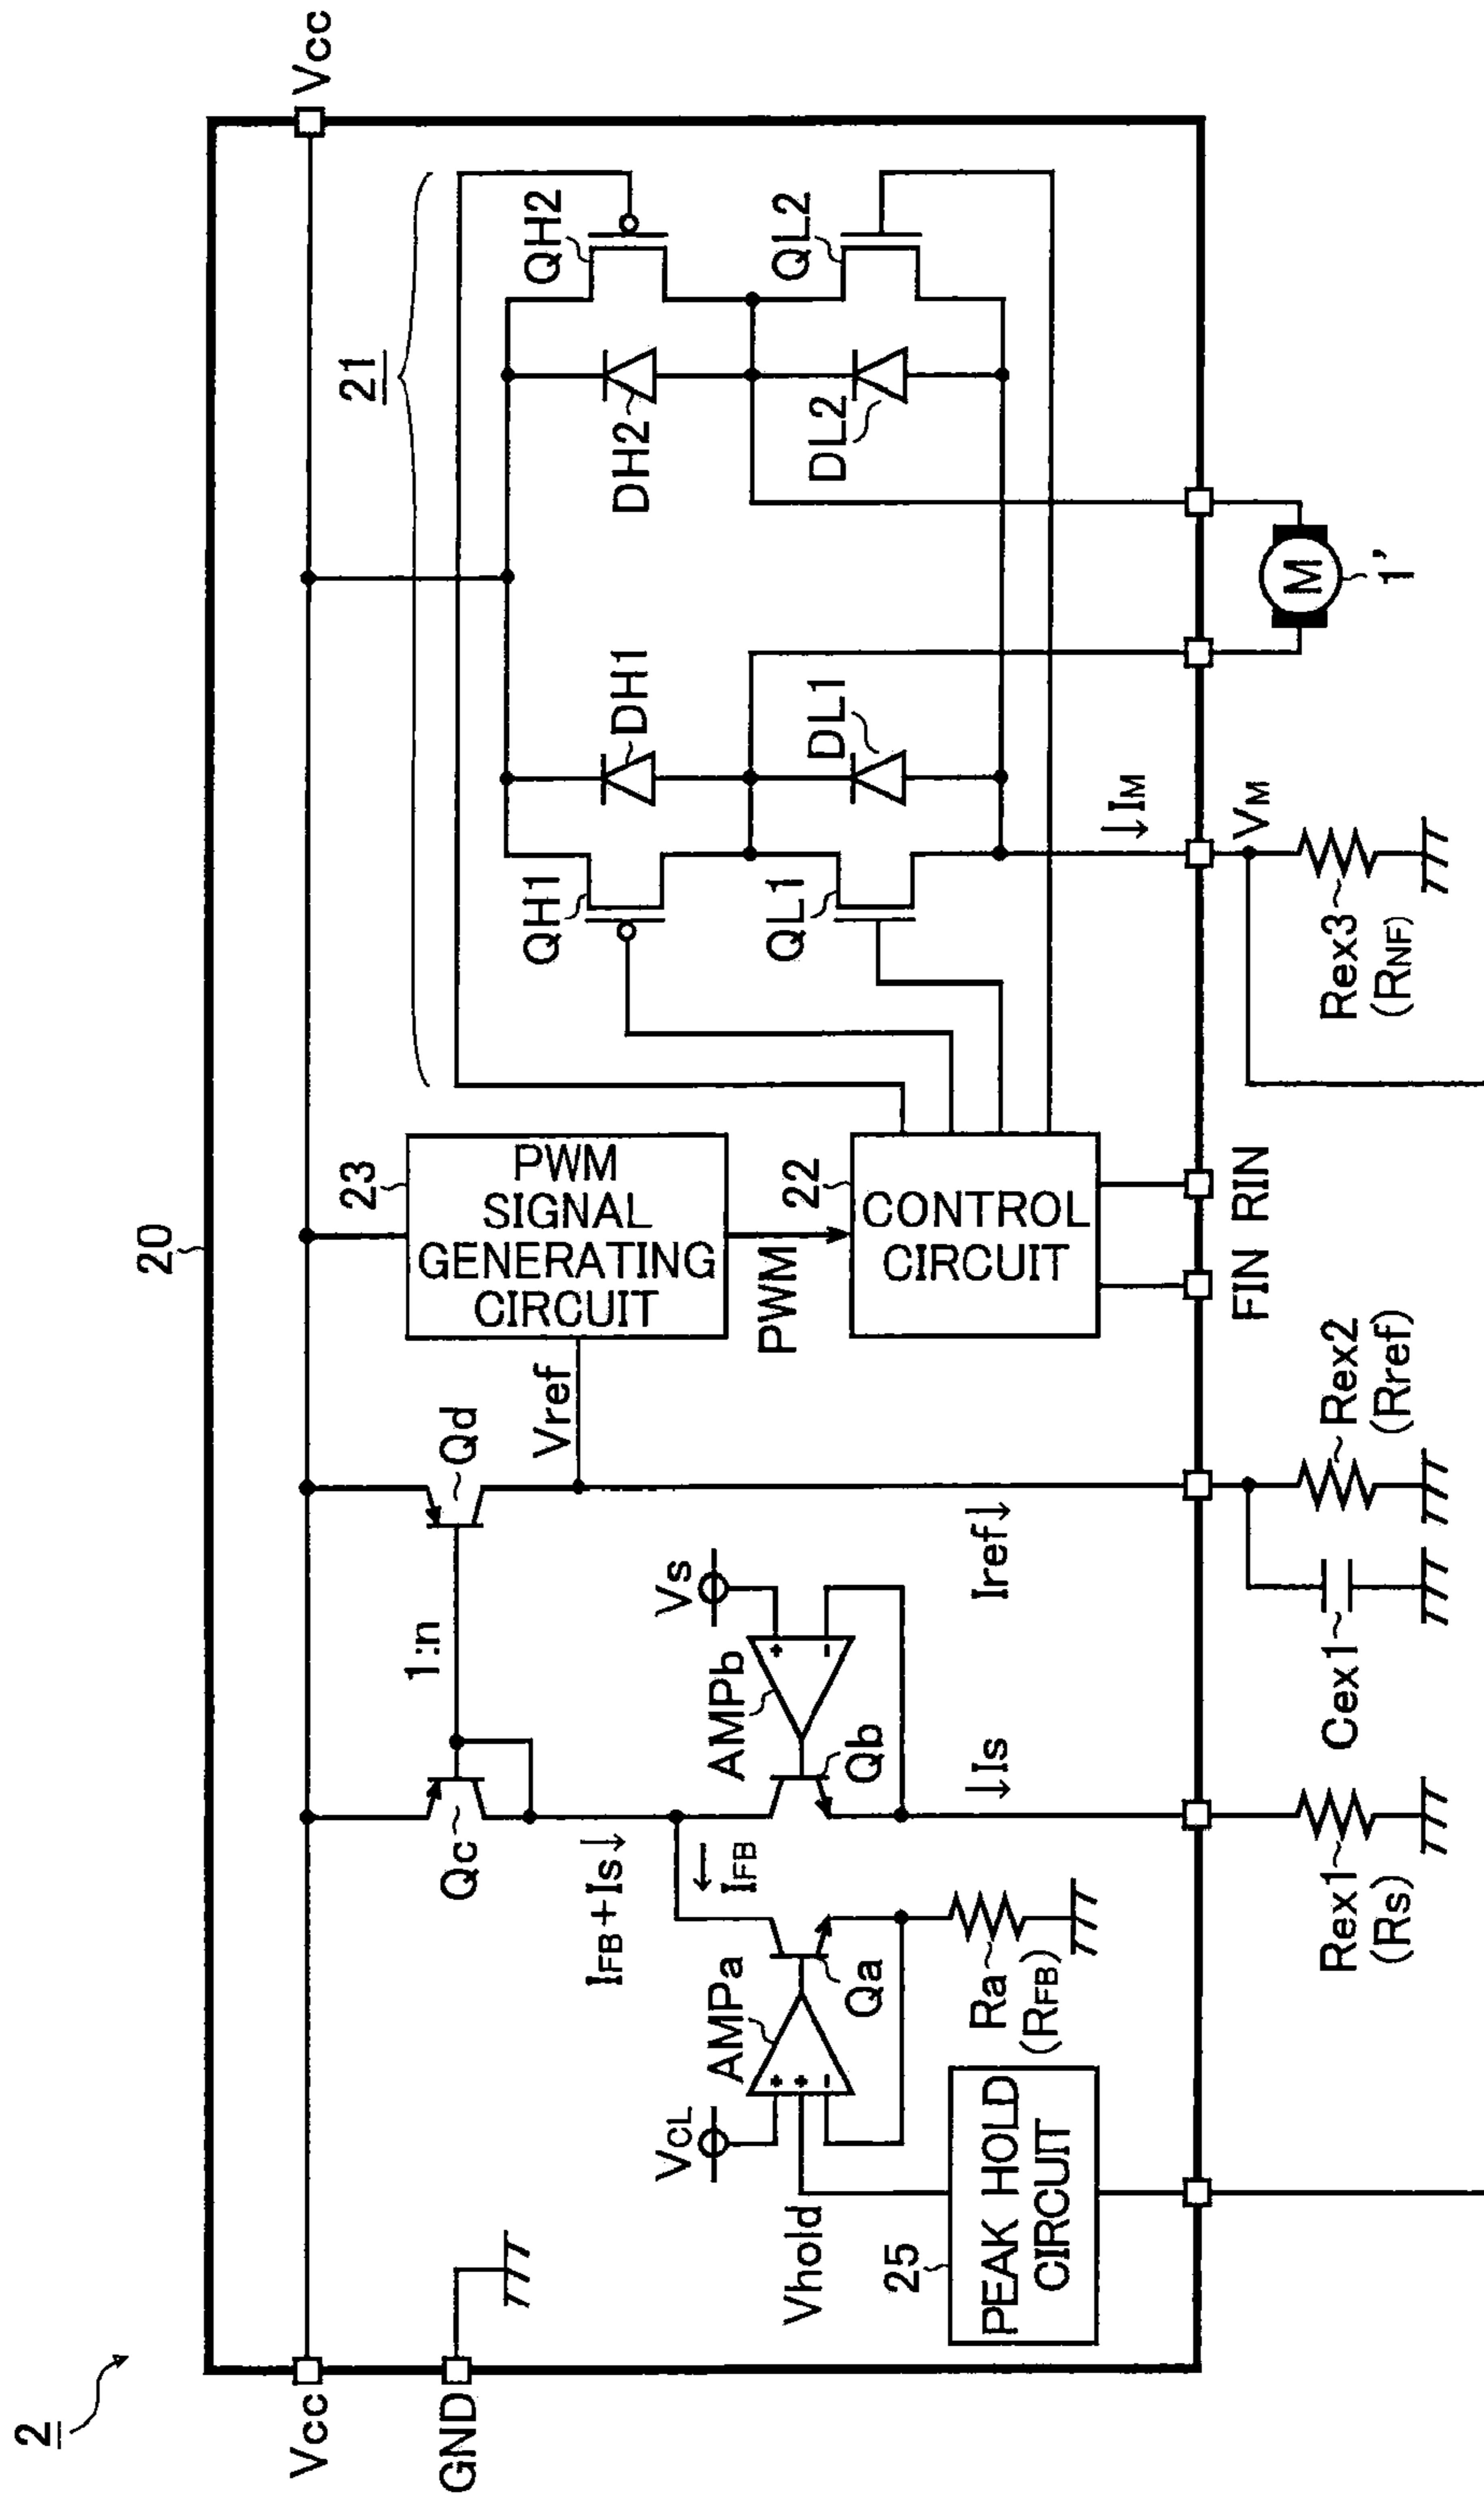 2
20
Vcc
Vcc
GND
21
Qc
1:n
Qd
23
PWM
SIGNAL
GENERATING
CIRCUIT
Vref
PWM
22
CONTROL
CIRCUIT
QH1
DH1
DH2
QH2
QL1
DL1
DL2
QL2
IFB+Is
IFB
VCL
AMPa
Qa
Vs
AMPb
Qb
Vhold
25
PEAK HOLD
CIRCUIT
Ra
(RFB)
Is
Iref
IM
FIN
RIN
VM
M
1'
Rex1
(Rs)
Cex1
Rex2
(Rref)
Rex3
(RNF)